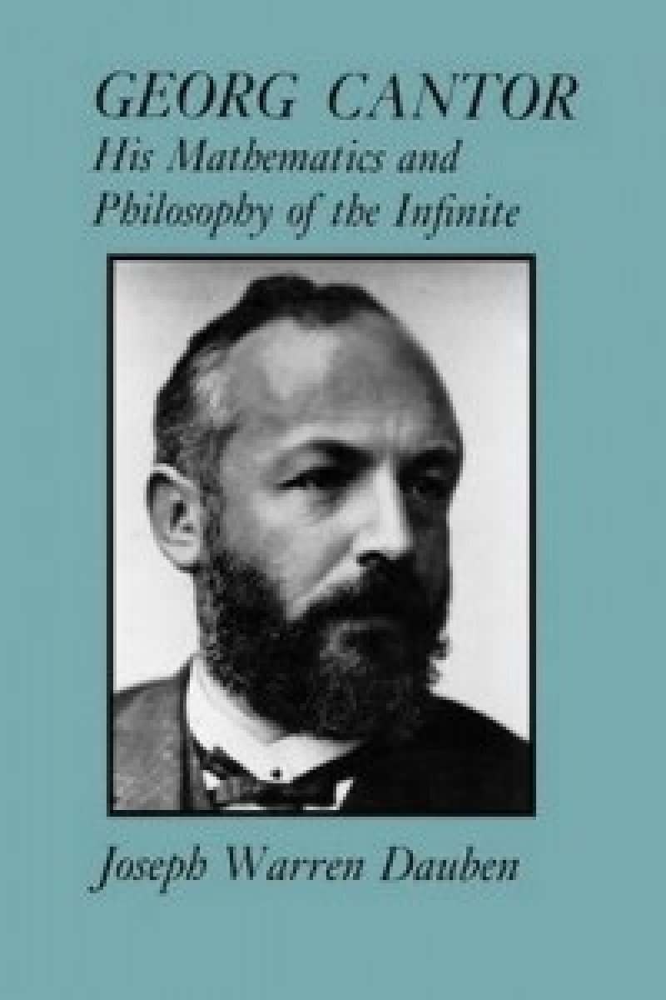 GEORG CANTOR
His Mathematics and
Philosophy of the Infinite
Joseph Warren Dauben